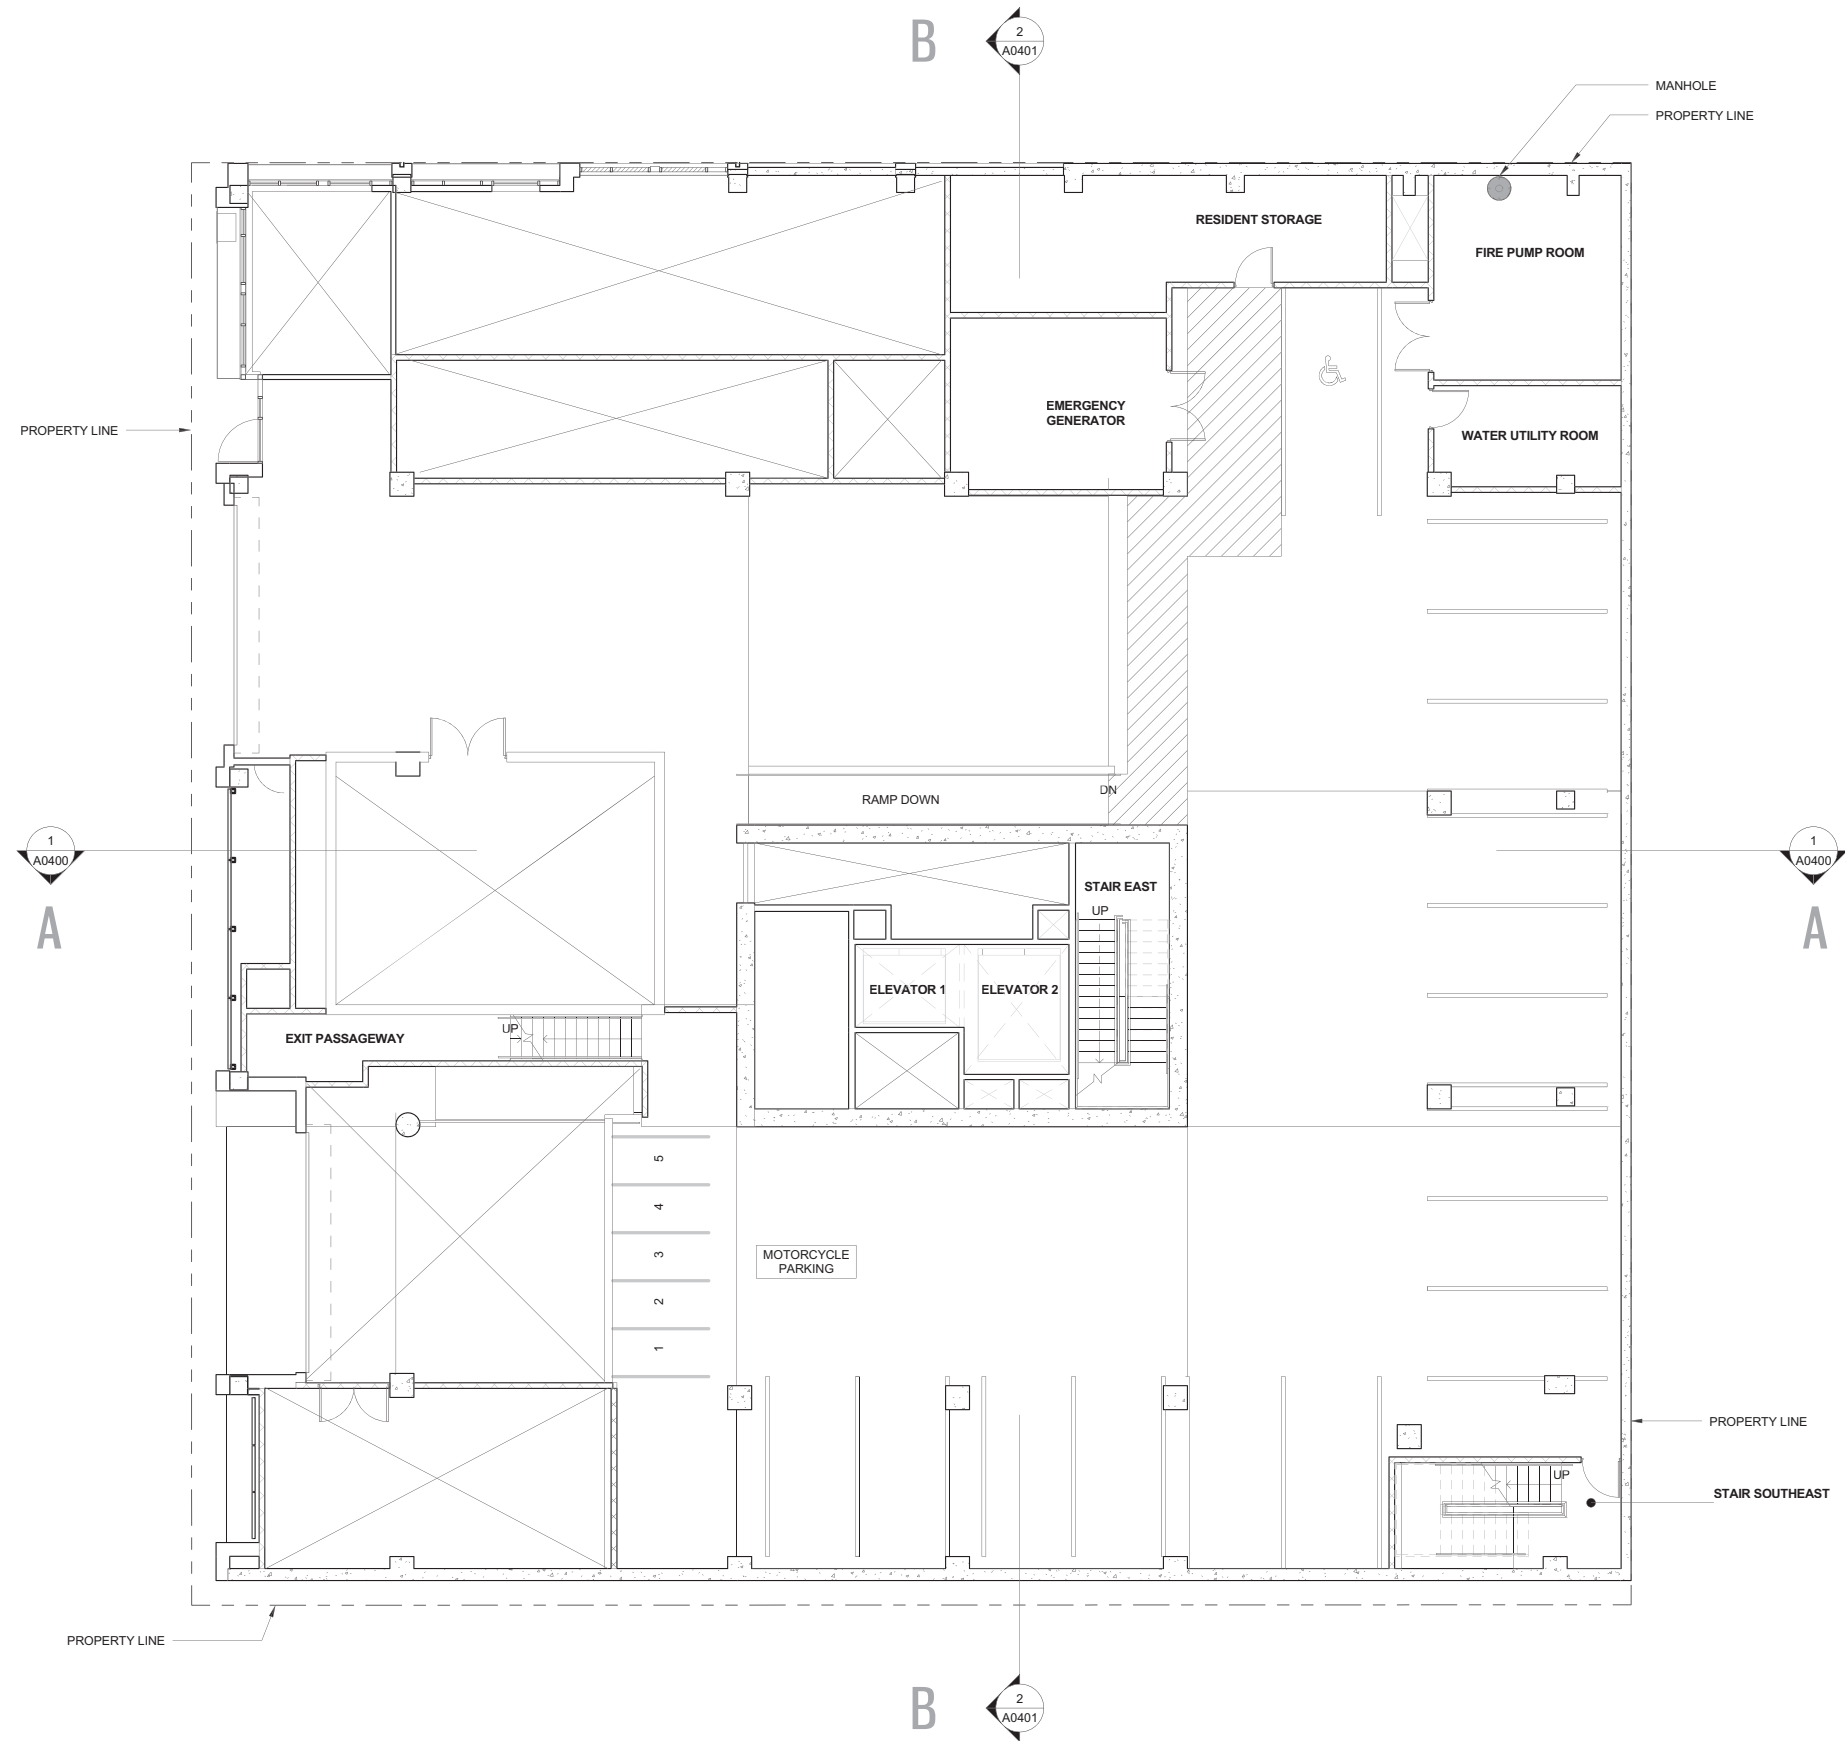 B
2
A0401
MANHOLE
PROPERTY LINE
RESIDENT STORAGE
FIRE PUMP ROOM
EMERGENCY
GENERATOR
PROPERTY LINE
WATER UTILITY ROOM
DN
RAMP DOWN
1
A0400
A
1
A0400
A
STAIR EAST
UP
ELEVATOR 1
ELEVATOR 2
UP
EXIT PASSAGEWAY
5
4
3
2
1
MOTORCYCLE
PARKING
PROPERTY LINE
UP
STAIR SOUTHEAST
PROPERTY LINE
B
2
A0401